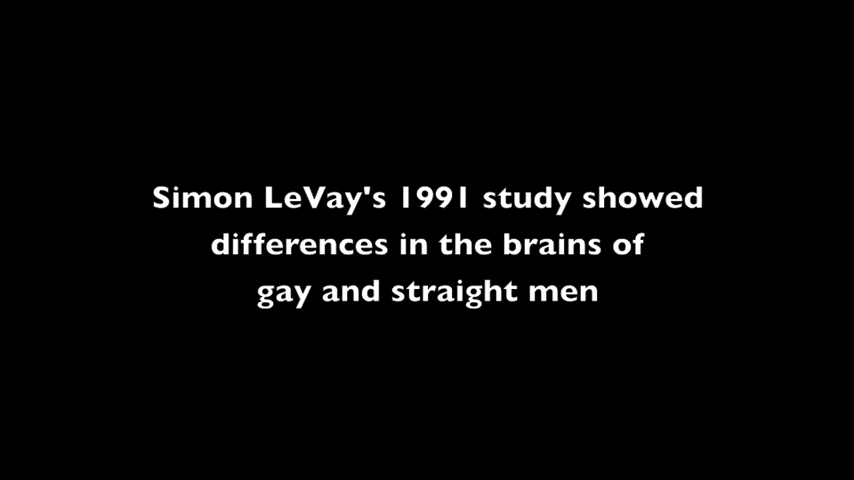 Simon LeVay's 1991 study showed
differences in the brains of
gay and straight men